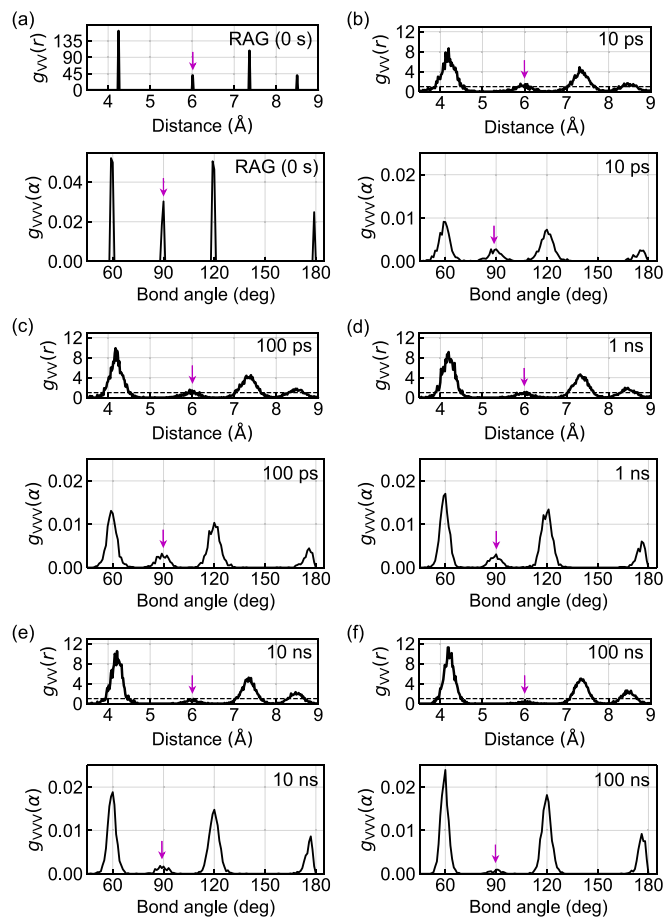 (a)
g_VV(r)
135
90
45
0
RAG (0 s)
4 5 6 7 8 9
Distance (Å)
g_VVV(α)
0.04
0.02
0.00
RAG (0 s)
60 90 120 150 180
Bond angle (deg)
(b)
g_VV(r)
12
8
4
0
10 ps
4 5 6 7 8 9
Distance (Å)
g_VVV(α)
0.02
0.01
0.00
10 ps
60 90 120 150 180
Bond angle (deg)
(c)
g_VV(r)
12
8
4
0
100 ps
4 5 6 7 8 9
Distance (Å)
g_VVV(α)
0.02
0.01
0.00
100 ps
60 90 120 150 180
Bond angle (deg)
(d)
g_VV(r)
12
8
4
0
1 ns
4 5 6 7 8 9
Distance (Å)
g_VVV(α)
0.02
0.01
0.00
1 ns
60 90 120 150 180
Bond angle (deg)
(e)
g_VV(r)
12
8
4
0
10 ns
4 5 6 7 8 9
Distance (Å)
g_VVV(α)
0.02
0.01
0.00
10 ns
60 90 120 150 180
Bond angle (deg)
(f)
g_VV(r)
12
8
4
0
100 ns
4 5 6 7 8 9
Distance (Å)
g_VVV(α)
0.02
0.01
0.00
100 ns
60 90 120 150 180
Bond angle (deg)